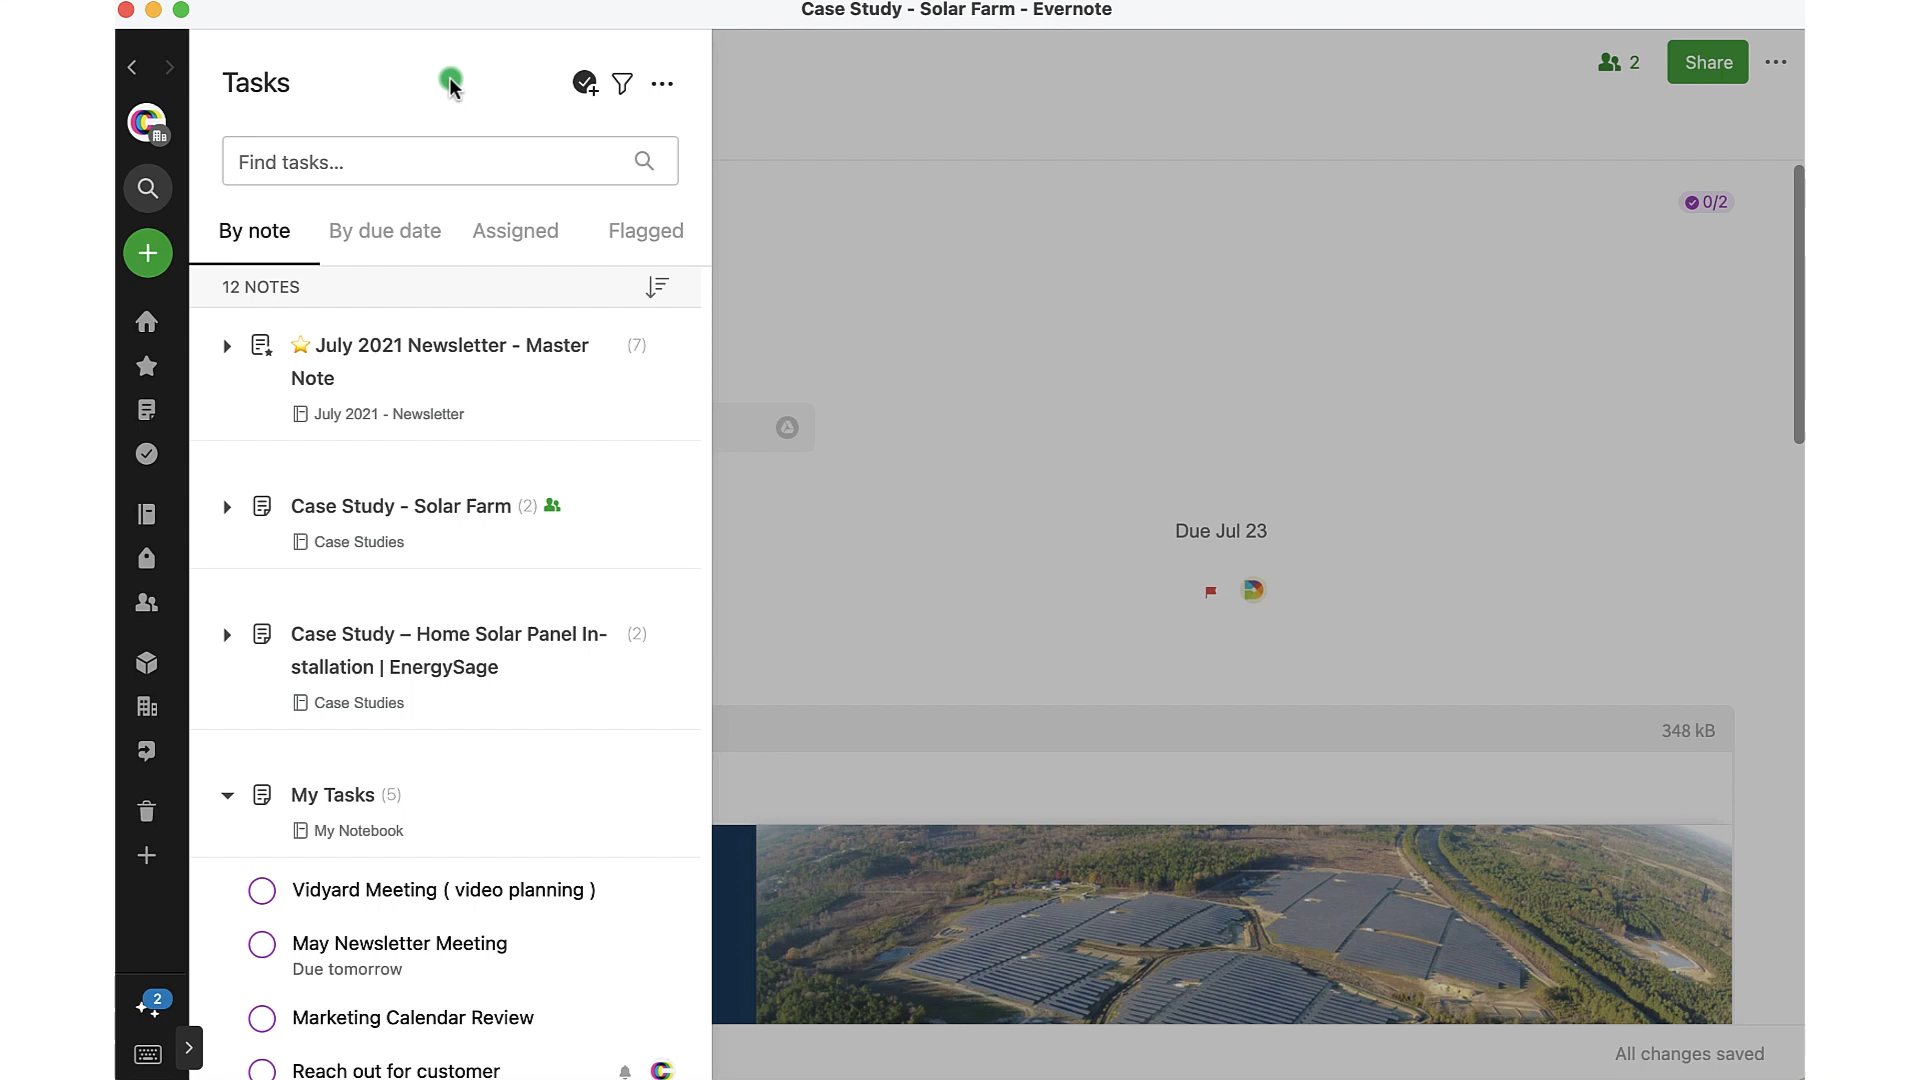 Case Study - Solar Farm - Evernote
2
Share
Tasks
Find tasks...
By note
By due date
Assigned
Flagged
0/2
12 NOTES
⭐ July 2021 Newsletter - Master (7)
Note
July 2021 - Newsletter
Case Study - Solar Farm (2)
Case Studies
Due Jul 23
Case Study – Home Solar Panel In- (2)
stallation | EnergySage
Case Studies
348 kB
My Tasks (5)
My Notebook
Vidyard Meeting ( video planning )
May Newsletter Meeting
Due tomorrow
2
Marketing Calendar Review
Reach out for customer
All changes saved